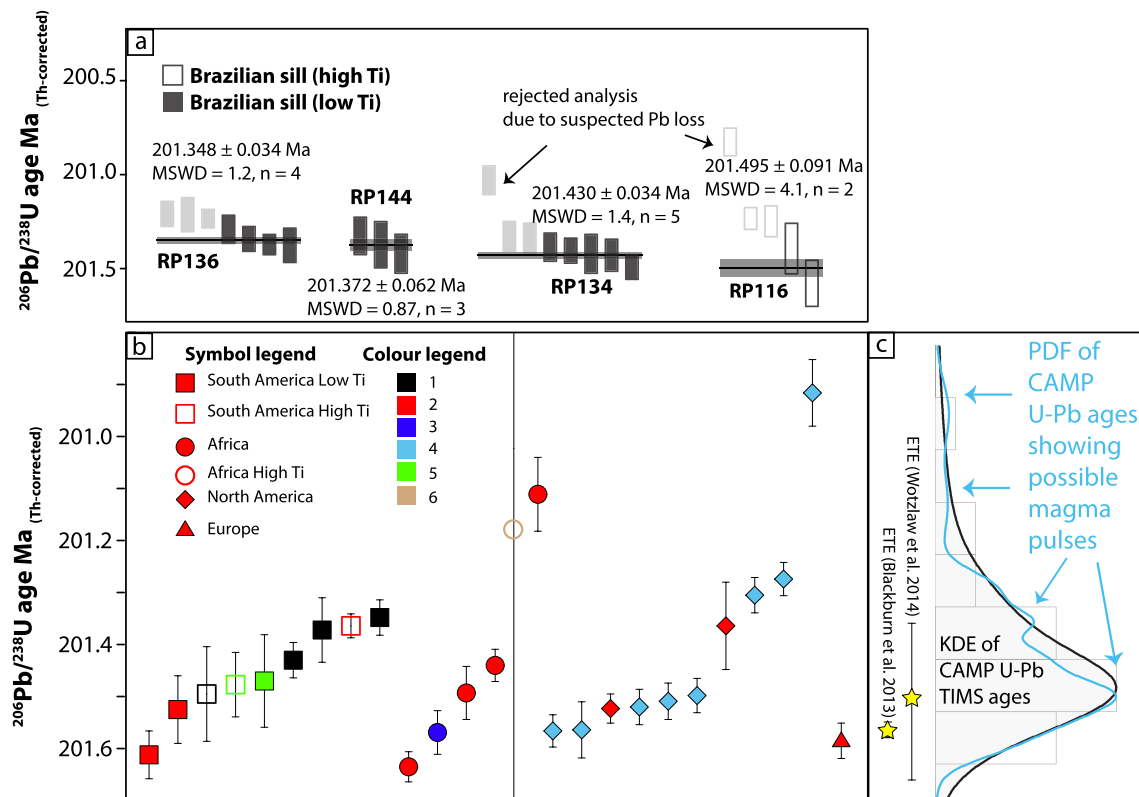 a
206Pb/238U age Ma (Th-corrected)
200.5
201.0
201.5
Brazilian sill (high Ti)
Brazilian sill (low Ti)
rejected analysis
due to suspected Pb loss
201.348 ± 0.034 Ma
MSWD = 1.2, n = 4
RP136
RP144
201.372 ± 0.062 Ma
MSWD = 0.87, n = 3
201.430 ± 0.034 Ma
MSWD = 1.4, n = 5
RP134
201.495 ± 0.091 Ma
MSWD = 4.1, n = 2
RP116
b
206Pb/238U age Ma (Th-corrected)
201.0
201.2
201.4
201.6
Symbol legend
South America Low Ti
South America High Ti
Africa
Africa High Ti
North America
Europe
Colour legend
1
2
3
4
5
6
c
PDF of
CAMP
U-Pb ages
showing
possible
magma
pulses
ETE (Wotzlaw et al. 2014)
ETE (Blackburn et al. 2013)
KDE of
CAMP U-Pb
TIMS ages